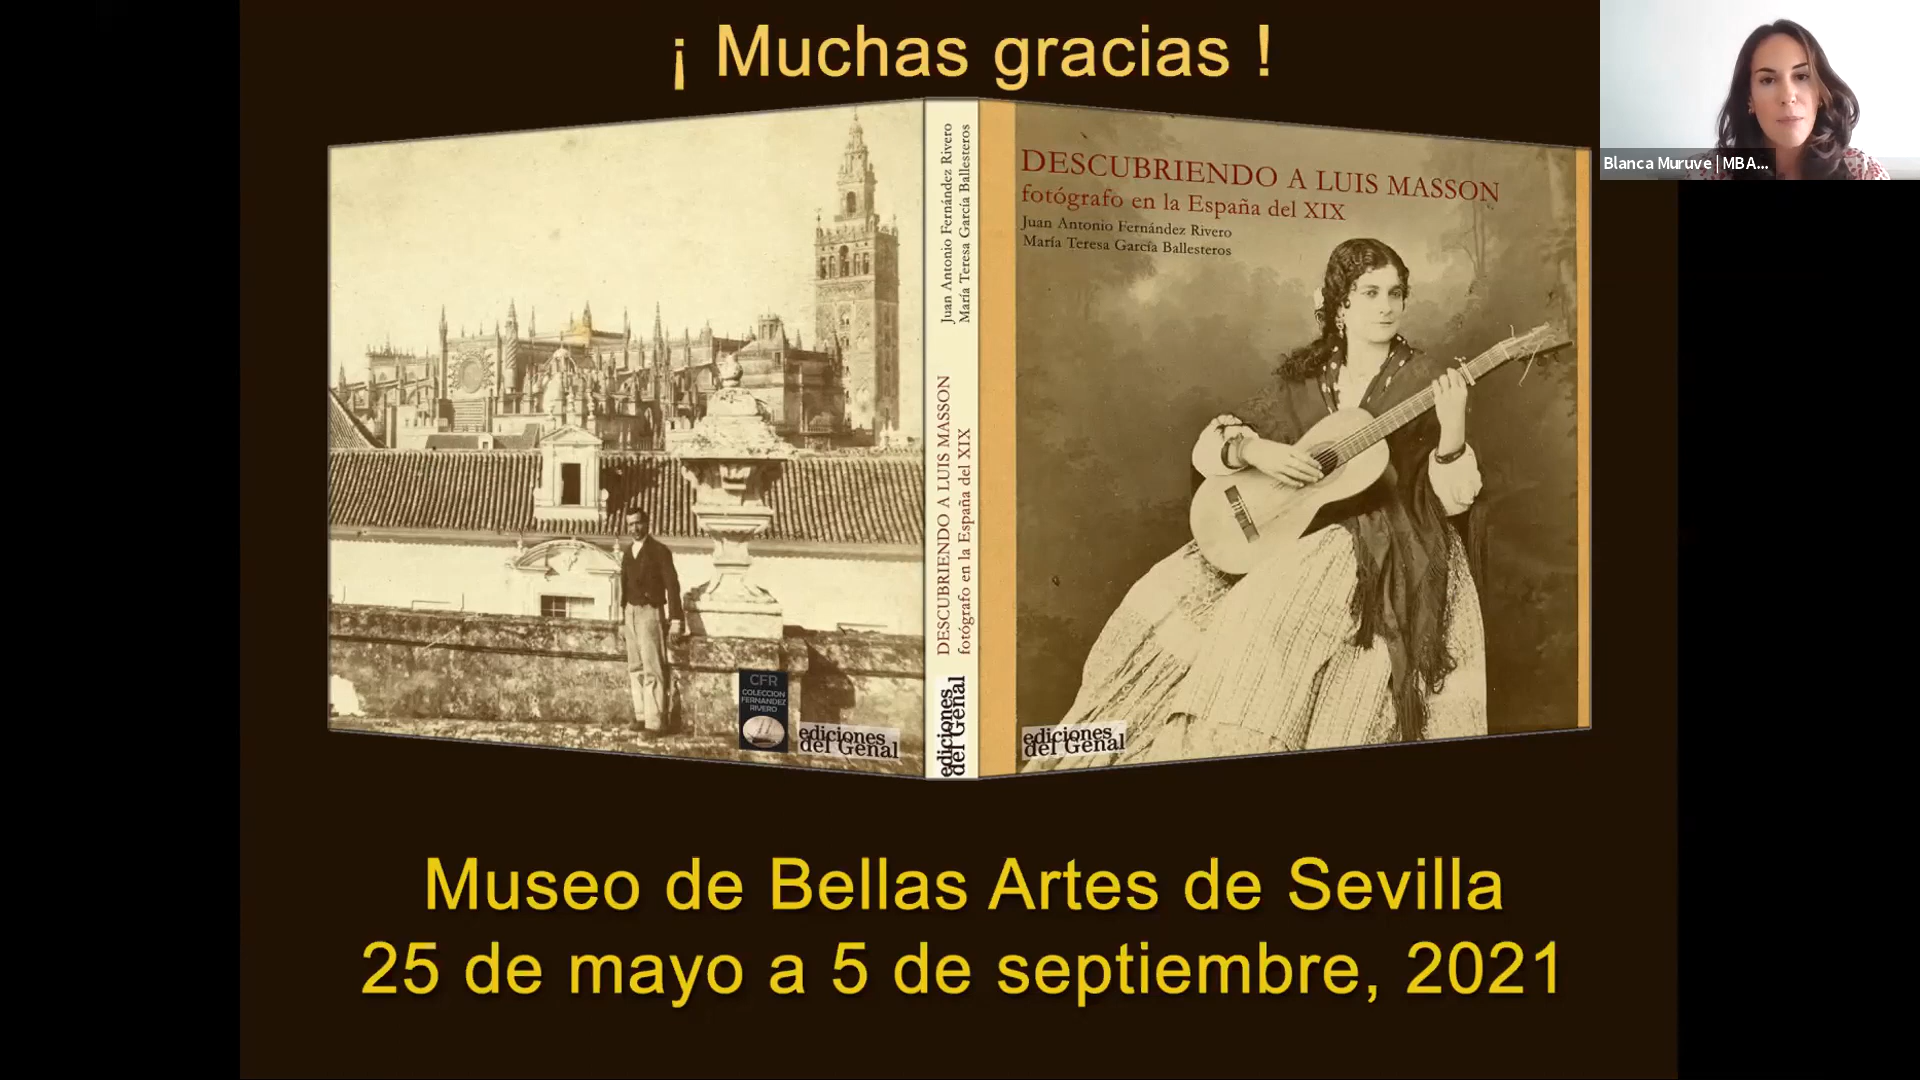 ¡ Muchas gracias !
Blanca Muruve | MBA...
Juan Antonio Fernández Rivero
María Teresa García Ballesteros
DESCUBRIENDO A LUIS MASSON
fotógrafo en la España del XIX
ediciones
del Genal
DESCUBRIENDO A LUIS MASSON
fotógrafo en la España del XIX
Juan Antonio Fernández Rivero
María Teresa García Ballesteros
CFR
COLECCION
FERNANDEZ
RIVERO
ediciones
del Genal
ediciones
del Genal
Museo de Bellas Artes de Sevilla
25 de mayo a 5 de septiembre, 2021